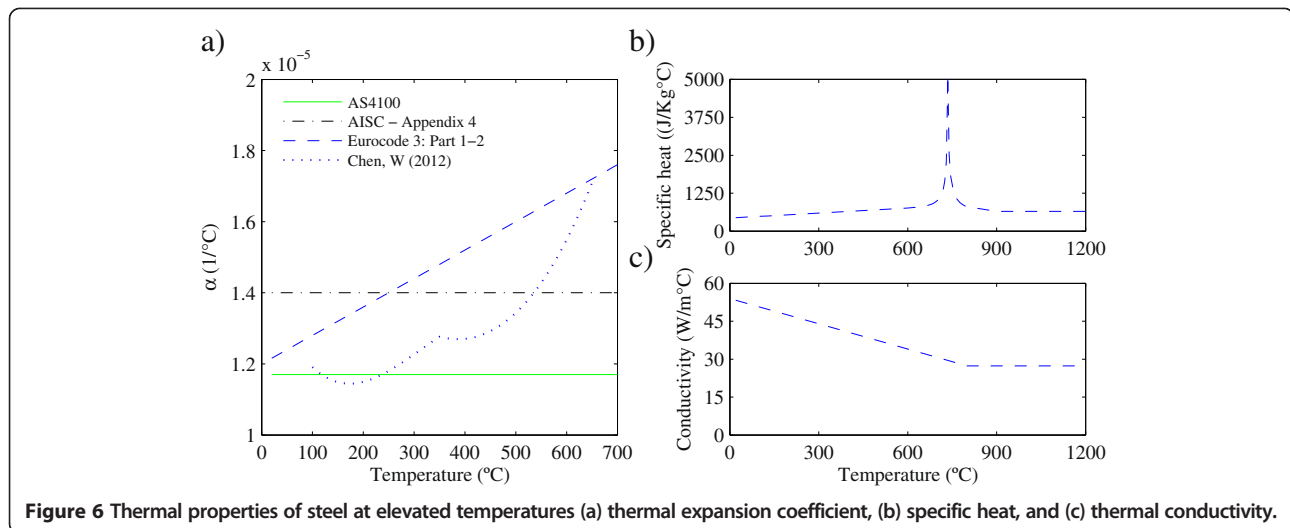 a)
x 10⁻⁵
2
1.8
1.6
1.4
1.2
1
α (1/°C)
AS4100
AISC − Appendix 4
Eurocode 3: Part 1−2
Chen, W (2012)
0 100 200 300 400 500 600 700
Temperature (ºC)
b)
5000
3750
2500
1250
0
Specific heat ((J/Kg°C)
0 300 600 900 1200
c)
60
45
30
15
0
Conductivity (W/m°C)
0 300 600 900 1200
Temperature (ºC)
Figure 6 Thermal properties of steel at elevated temperatures (a) thermal expansion coefficient, (b) specific heat, and (c) thermal conductivity.